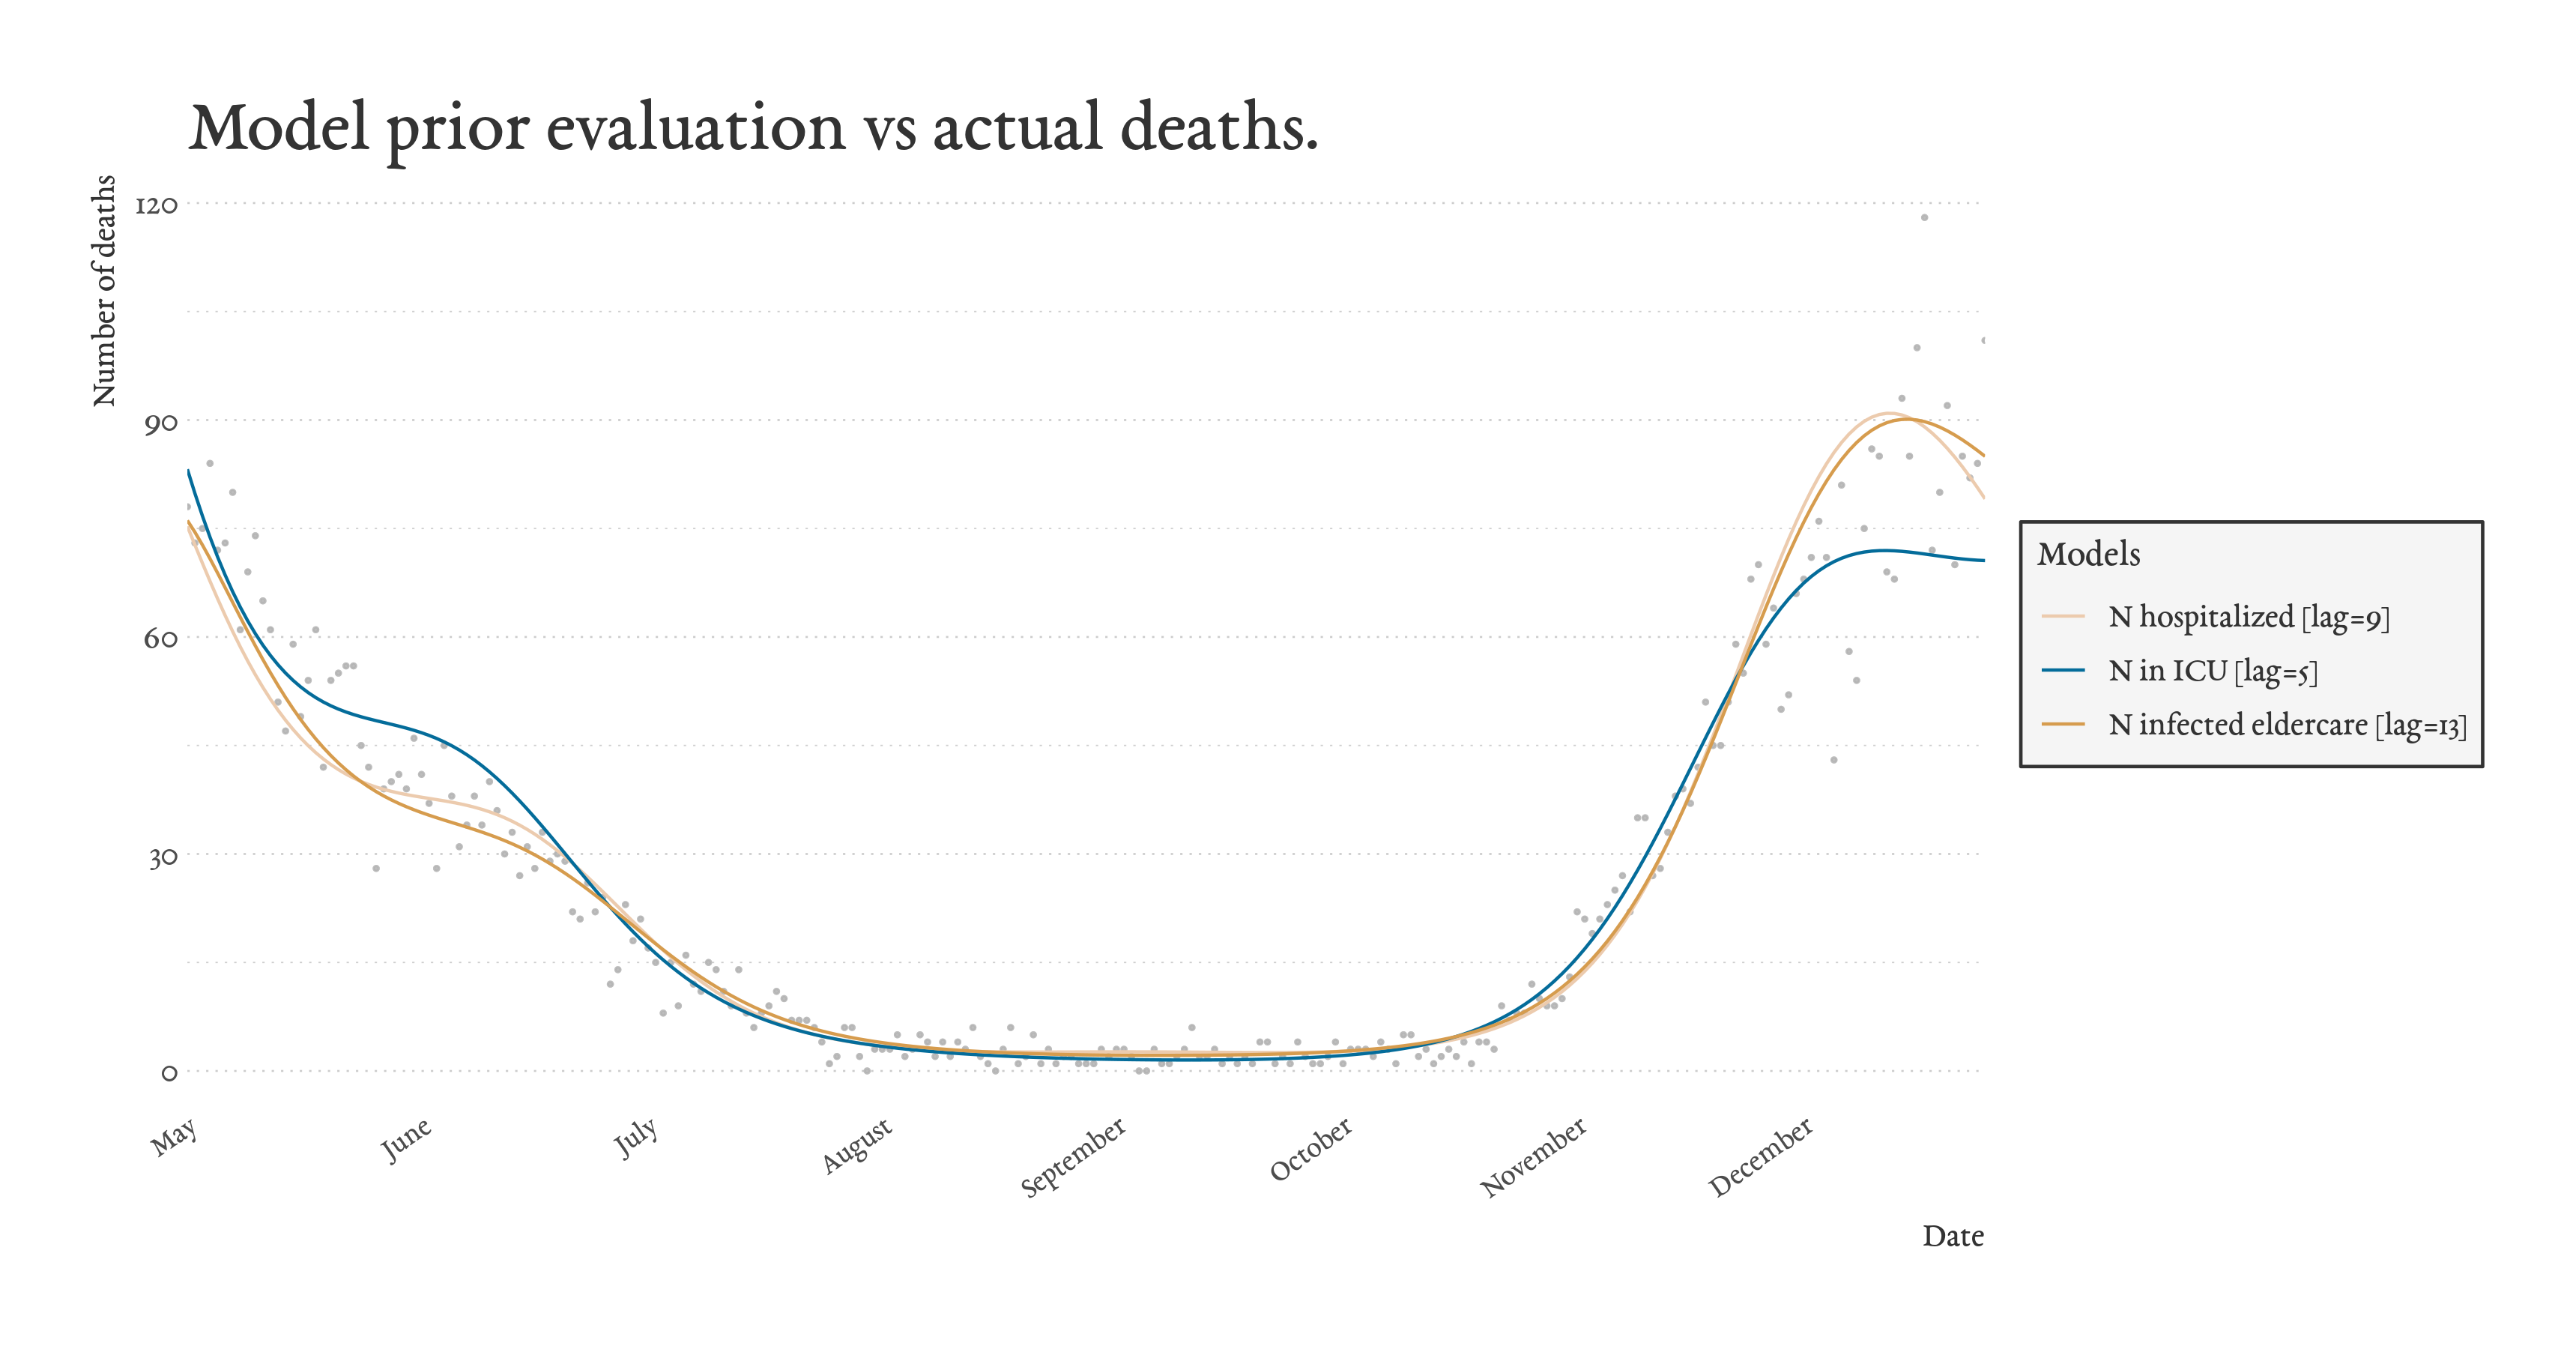 Model prior evaluation vs actual deaths.
Number of deaths
120
90
60
30
0
May
June
July
August
September
October
November
December
Date
Models
N hospitalized [lag=9]
N in ICU [lag=5]
N infected eldercare [lag=13]